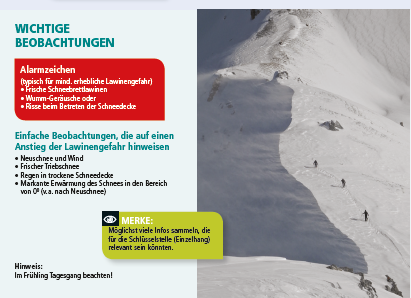 WICHTIGE
BEOBACHTUNGEN
Alarmzeichen
(typisch für mind. erhebliche Lawinengefahr)
• Frische Schneebrettlawinen
• Wumm-Geräusche oder
• Risse beim Betreten der Schneedecke
Einfache Beobachtungen, die auf einen
Anstieg der Lawinengefahr hinweisen
• Neuschnee und Wind
• Frischer Triebschnee
• Regen in trockene Schneedecke
• Markante Erwärmung des Schnees in den Bereich
von 0° (v.a. nach Neuschnee)
MERKE:
Möglichst viele Infos sammeln, die
für die Schlüsselstelle (Einzelhang)
relevant sein könnten.
Hinweis:
Im Frühling Tagesgang beachten!